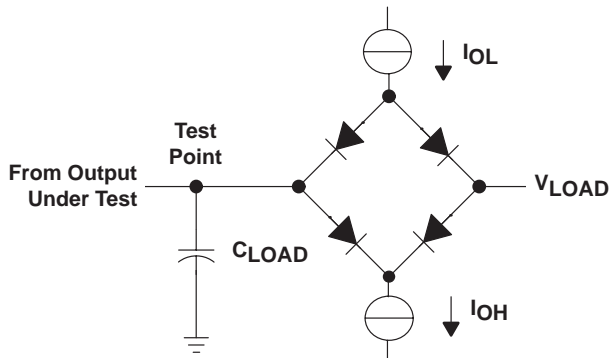 IOL
Test
Point
From Output
Under Test
VLOAD
CLOAD
IOH